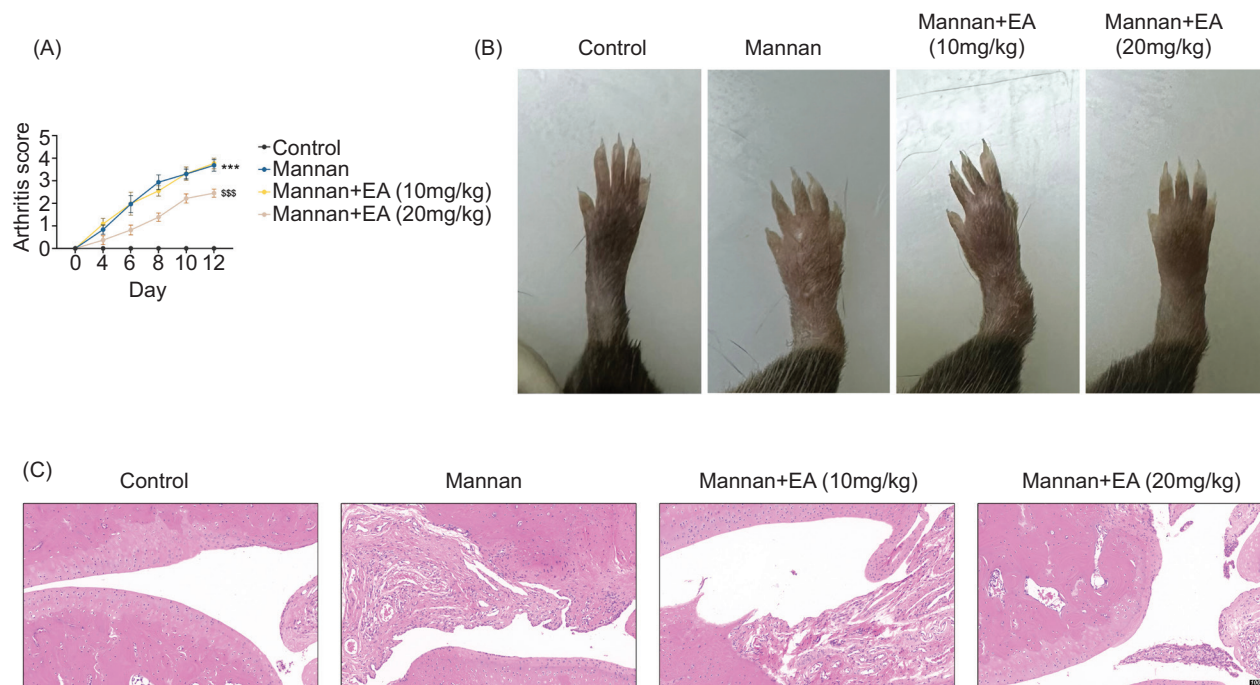 (A)
Arthritis score
5
4
3
2
1
0
0 4 6 8 10 12
Day
***
$$$
Control
Mannan
Mannan+EA (10mg/kg)
Mannan+EA (20mg/kg)
(B)
Control
Mannan
Mannan+EA
(10mg/kg)
Mannan+EA
(20mg/kg)
(C)
Control
Mannan
Mannan+EA (10mg/kg)
Mannan+EA (20mg/kg)